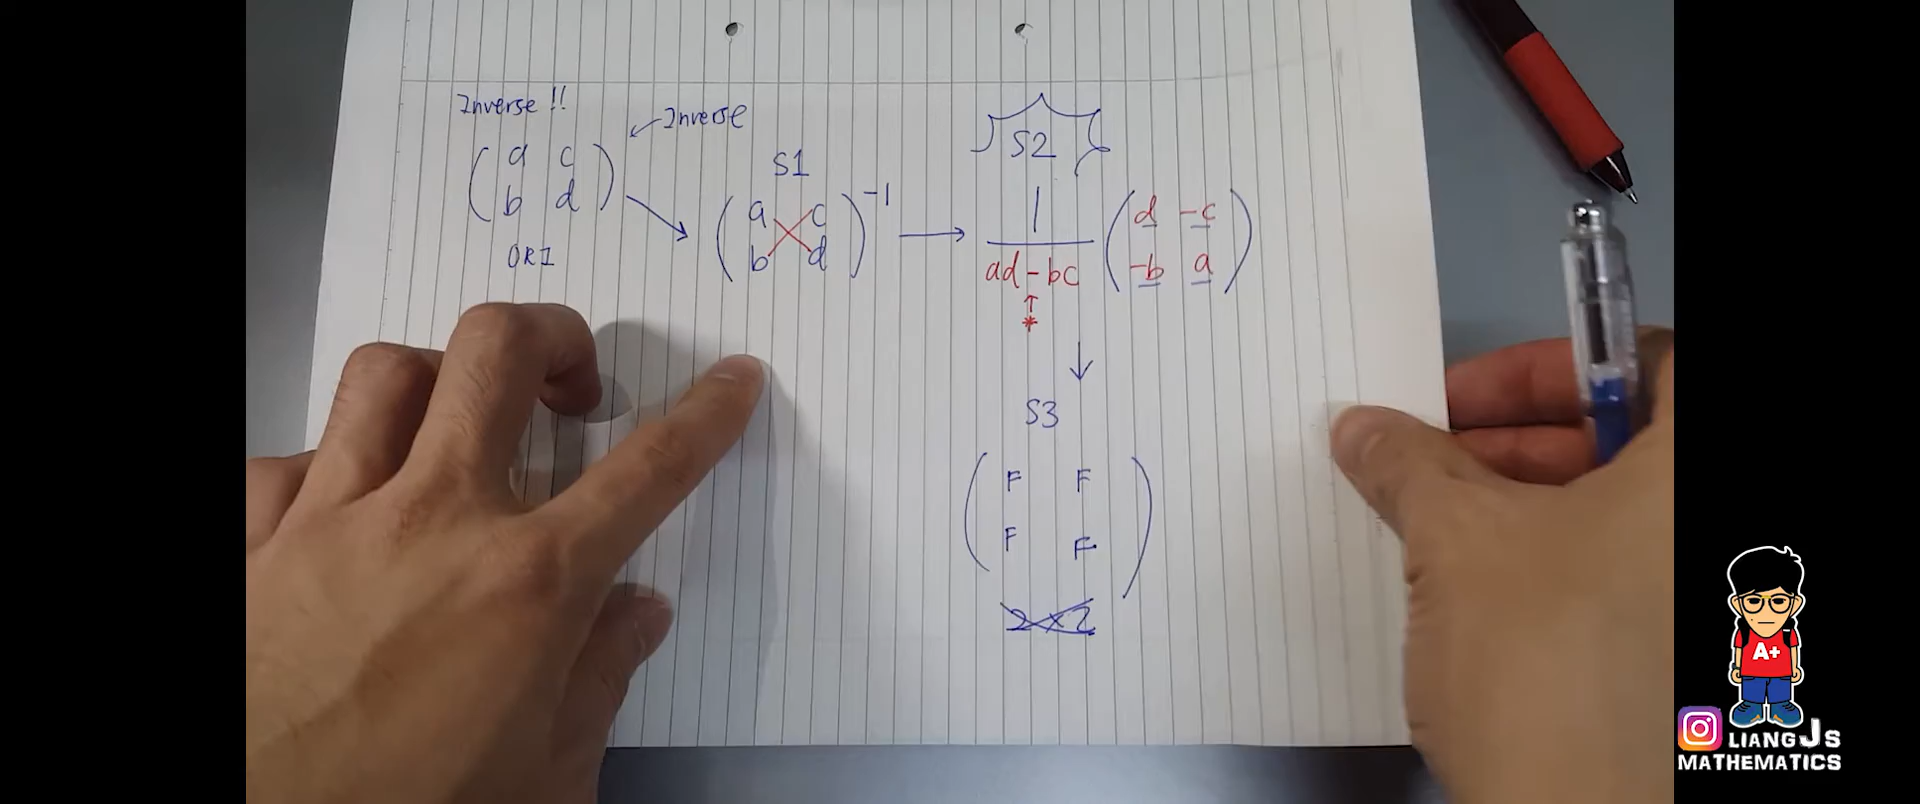 Inverse !!
a c
b d
ORI
Inverse
S1
a c
b d
-1
S2
1
ad - bc
*
d -c
-b a
S3
F F
F F
2 x 2
A+
LIANGJS
MATHEMATICS